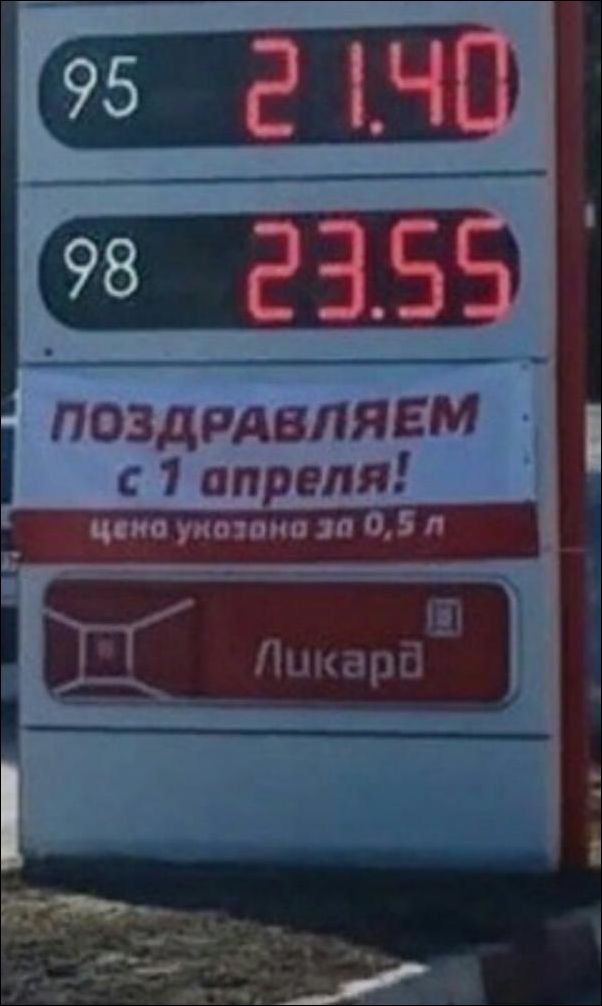 95 21.40
98 23.55
ПОЗДРАВЛЯЕМ
с 1 апреля!
цена указана за 0,5 л
Ликард